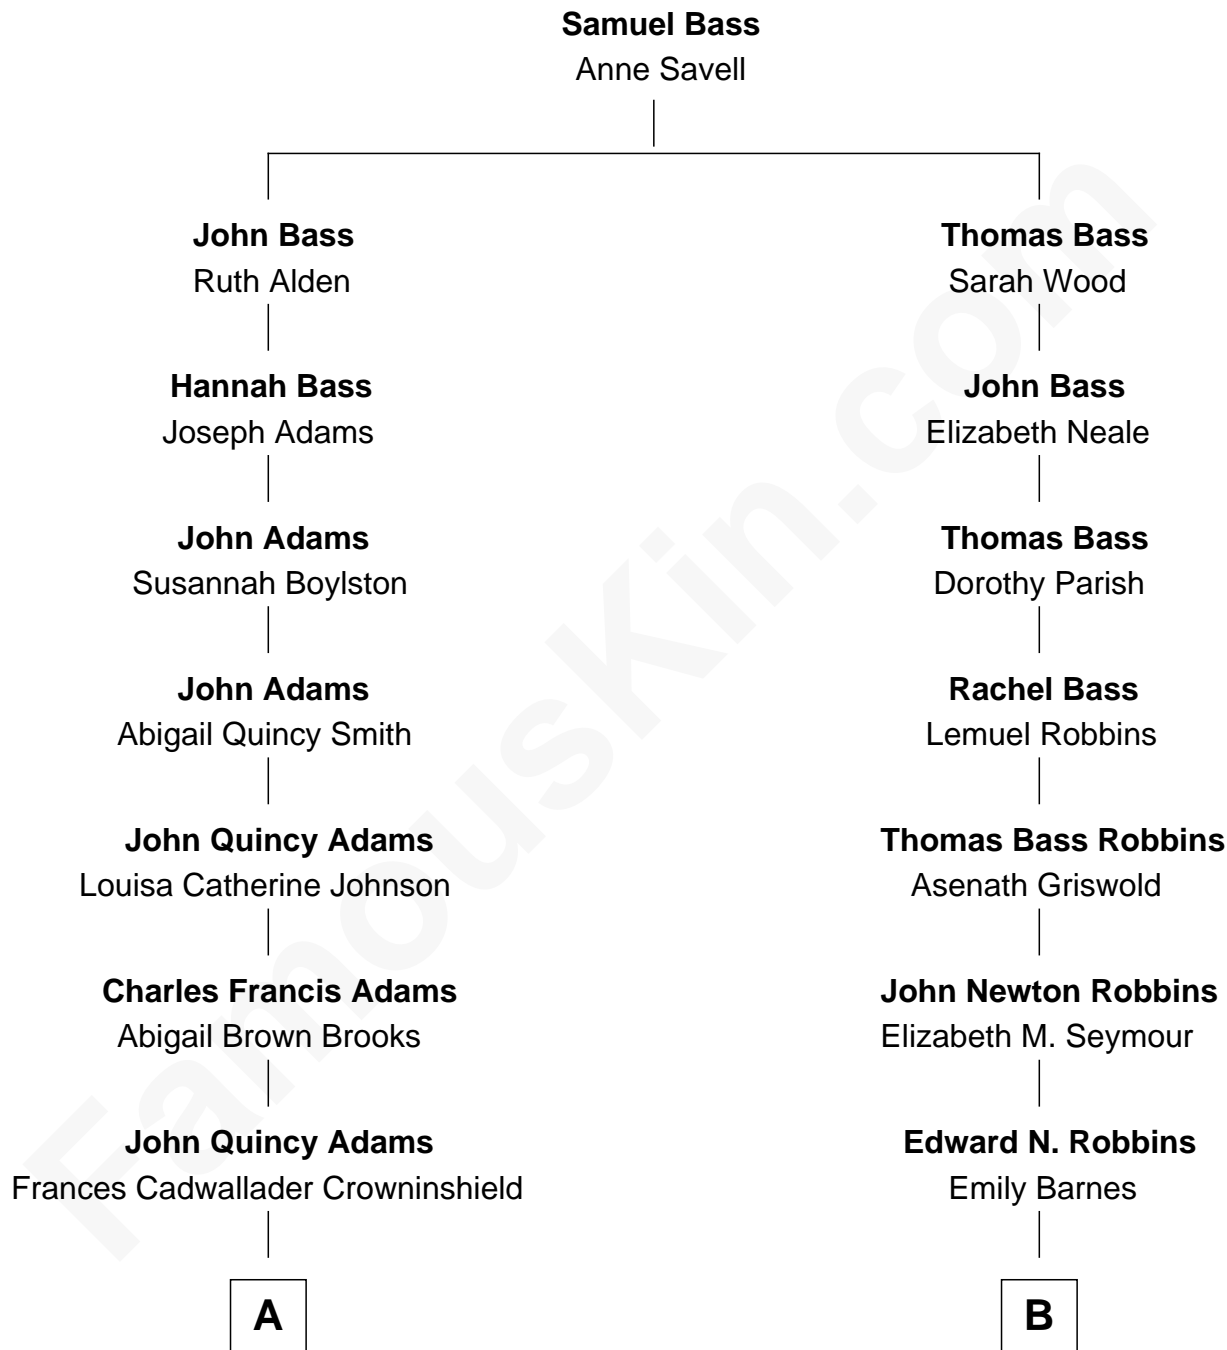 Samuel Bass
Anne Savell
John Bass
Ruth Alden
Hannah Bass
Joseph Adams
John Adams
Susannah Boylston
John Adams
Abigail Quincy Smith
John Quincy Adams
Louisa Catherine Johnson
Charles Francis Adams
Abigail Brown Brooks
John Quincy Adams
Frances Cadwallader Crowninshield
A
Thomas Bass
Sarah Wood
John Bass
Elizabeth Neale
Thomas Bass
Dorothy Parish
Rachel Bass
Lemuel Robbins
Thomas Bass Robbins
Asenath Griswold
John Newton Robbins
Elizabeth M. Seymour
Edward N. Robbins
Emily Barnes
B
FamousKin.com